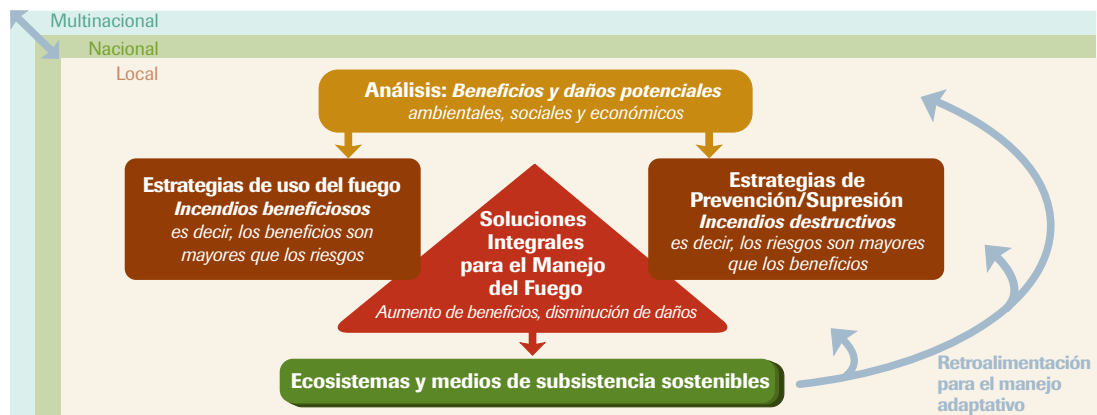 Multinacional
Nacional
Local
Análisis: Beneficios y daños potenciales
ambientales, sociales y económicos
Estrategias de uso del fuego
Incendios beneficiosos
es decir, los beneficios son
mayores que los riesgos
Soluciones
Integrales
para el Manejo
del Fuego
Aumento de beneficios, disminución de daños
Estrategias de
Prevención/Supresión
Incendios destructivos
es decir, los riesgos son mayores
que los beneficios
Ecosistemas y medios de subsistencia sostenibles
Retroalimentación
para el manejo
adaptativo